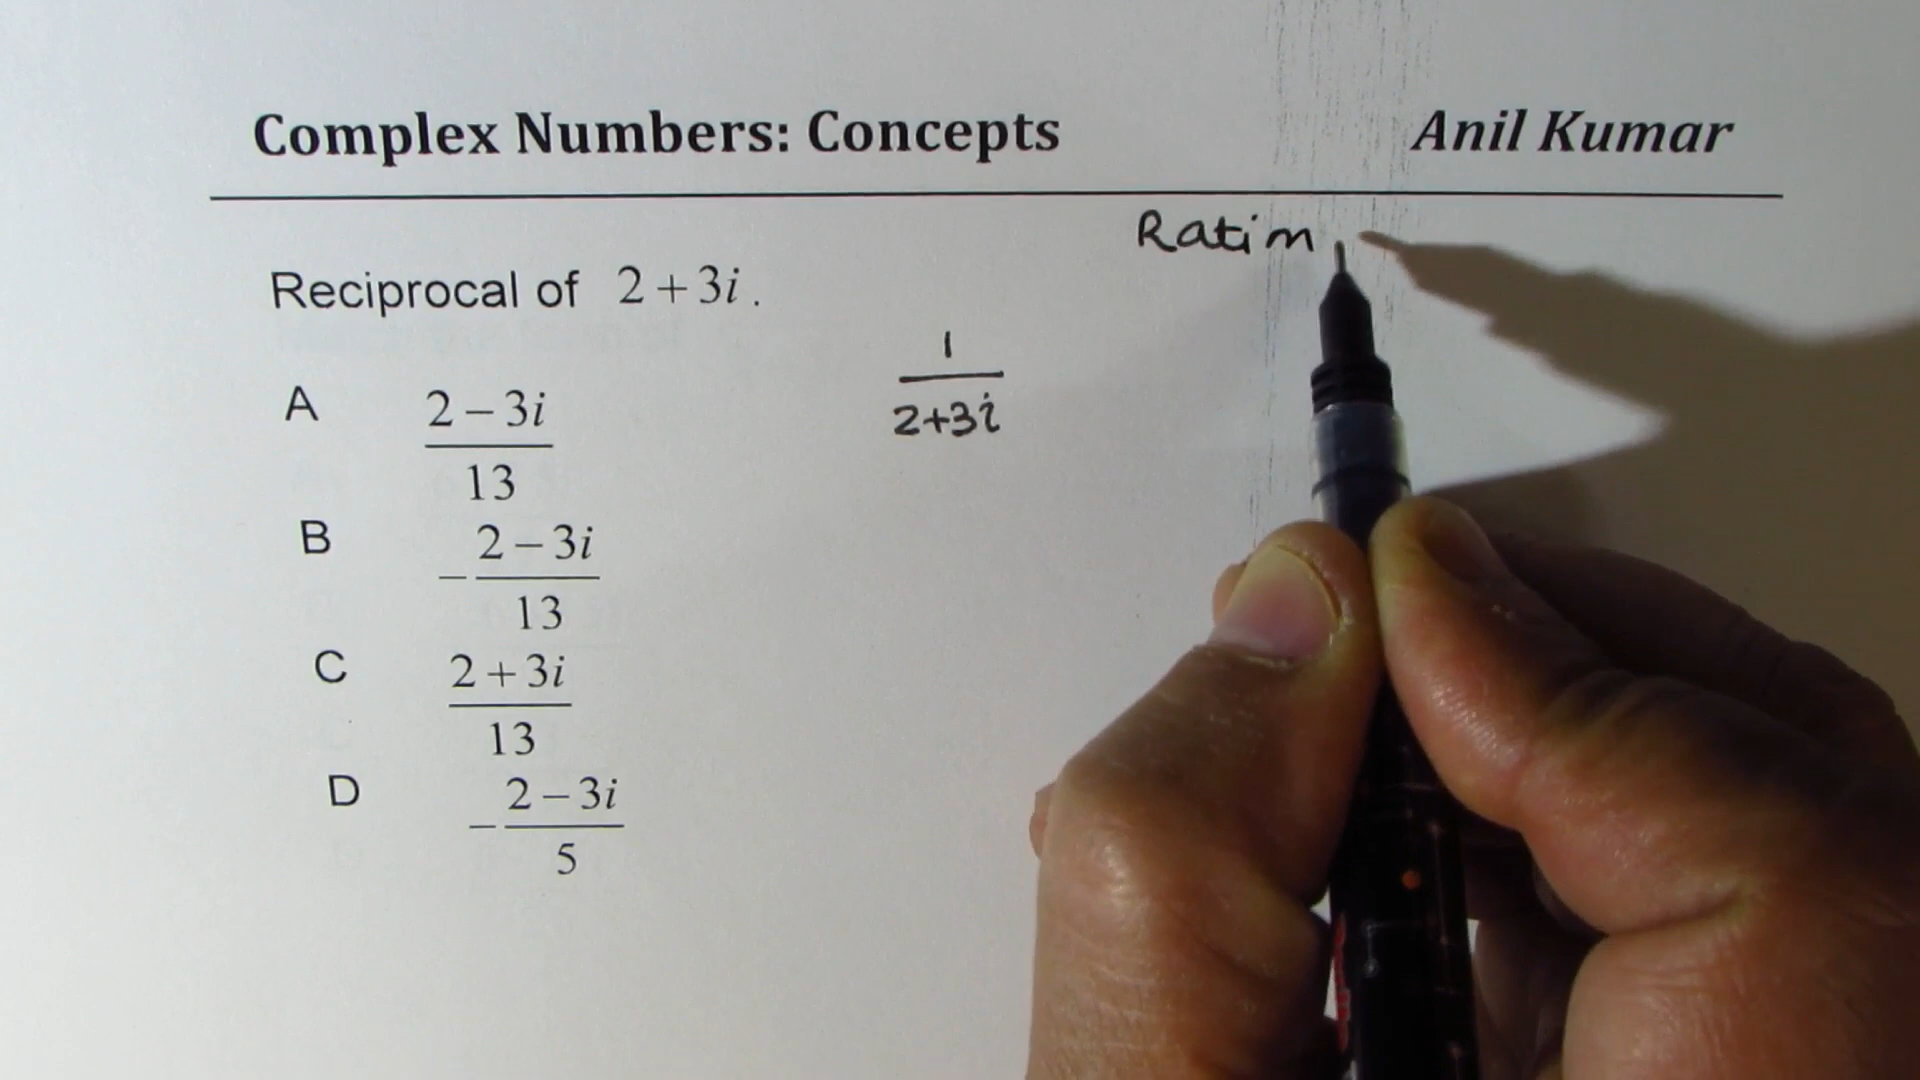 Complex Numbers: Concepts Anil Kumar
Ration
Reciprocal of 2 + 3i .
1
2+3i
A 2 − 3i
13
B − 2 − 3i
13
C 2 + 3i
13
D − 2 − 3i
5